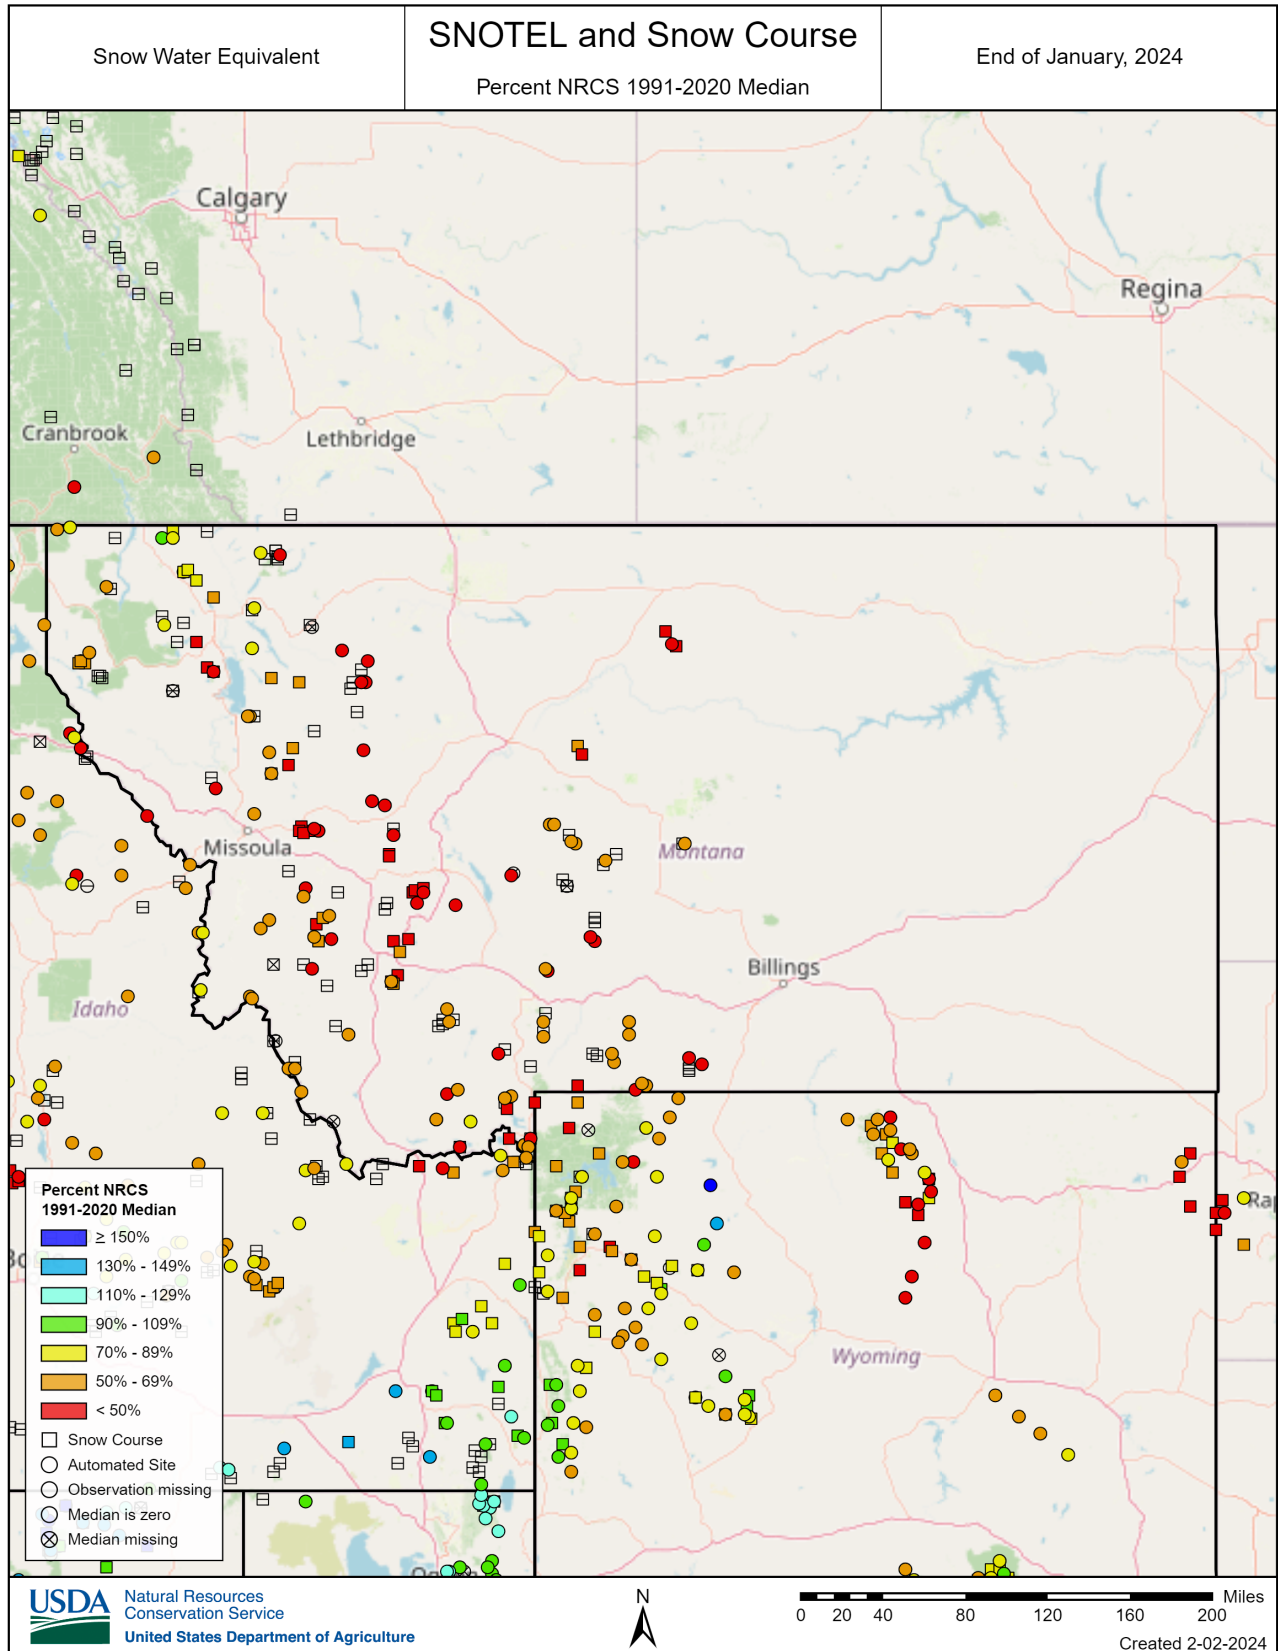 Snow Water Equivalent
SNOTEL and Snow Course
Percent NRCS 1991-2020 Median
End of January, 2024
Calgary
Regina
Cranbrook
Lethbridge
Missoula
Montana
Billings
Idaho
Wyoming
Percent NRCS
1991-2020 Median
≥ 150%
130% - 149%
110% - 129%
90% - 109%
70% - 89%
50% - 69%
< 50%
Snow Course
Automated Site
Observation missing
Median is zero
Median missing
USDA
Natural Resources
Conservation Service
United States Department of Agriculture
N
0 20 40 80 120 160 200 Miles
Created 2-02-2024